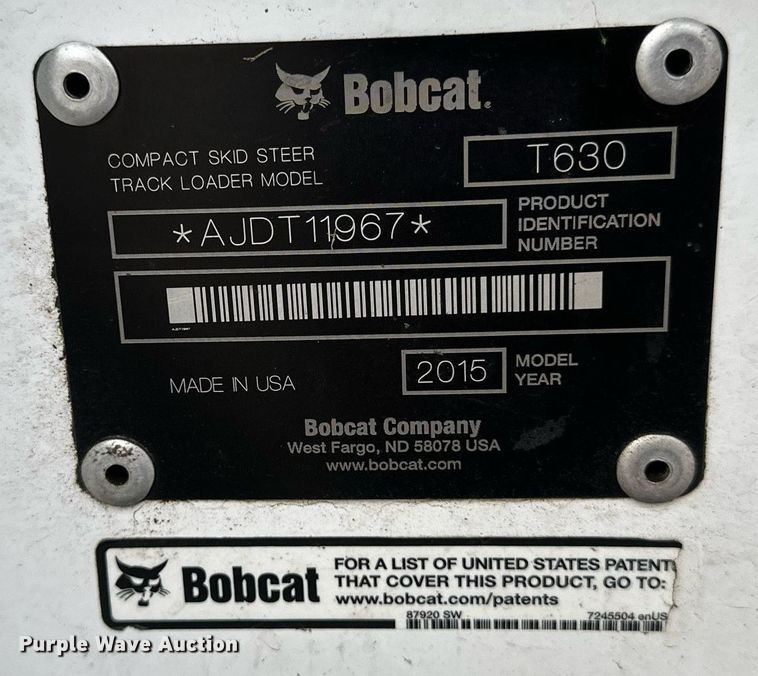 Bobcat.
COMPACT SKID STEER
TRACK LOADER MODEL
T630
*AJDT11967*
PRODUCT
IDENTIFICATION
NUMBER
AJDT11967
MADE IN USA
2015
MODEL
YEAR
Bobcat Company
West Fargo, ND 58078 USA
www.bobcat.com
Bobcat
FOR A LIST OF UNITED STATES PATENT
THAT COVER THIS PRODUCT, GO TO:
www.bobcat.com/patents
87920 SW
7245504 enUS
Purple Wave Auction